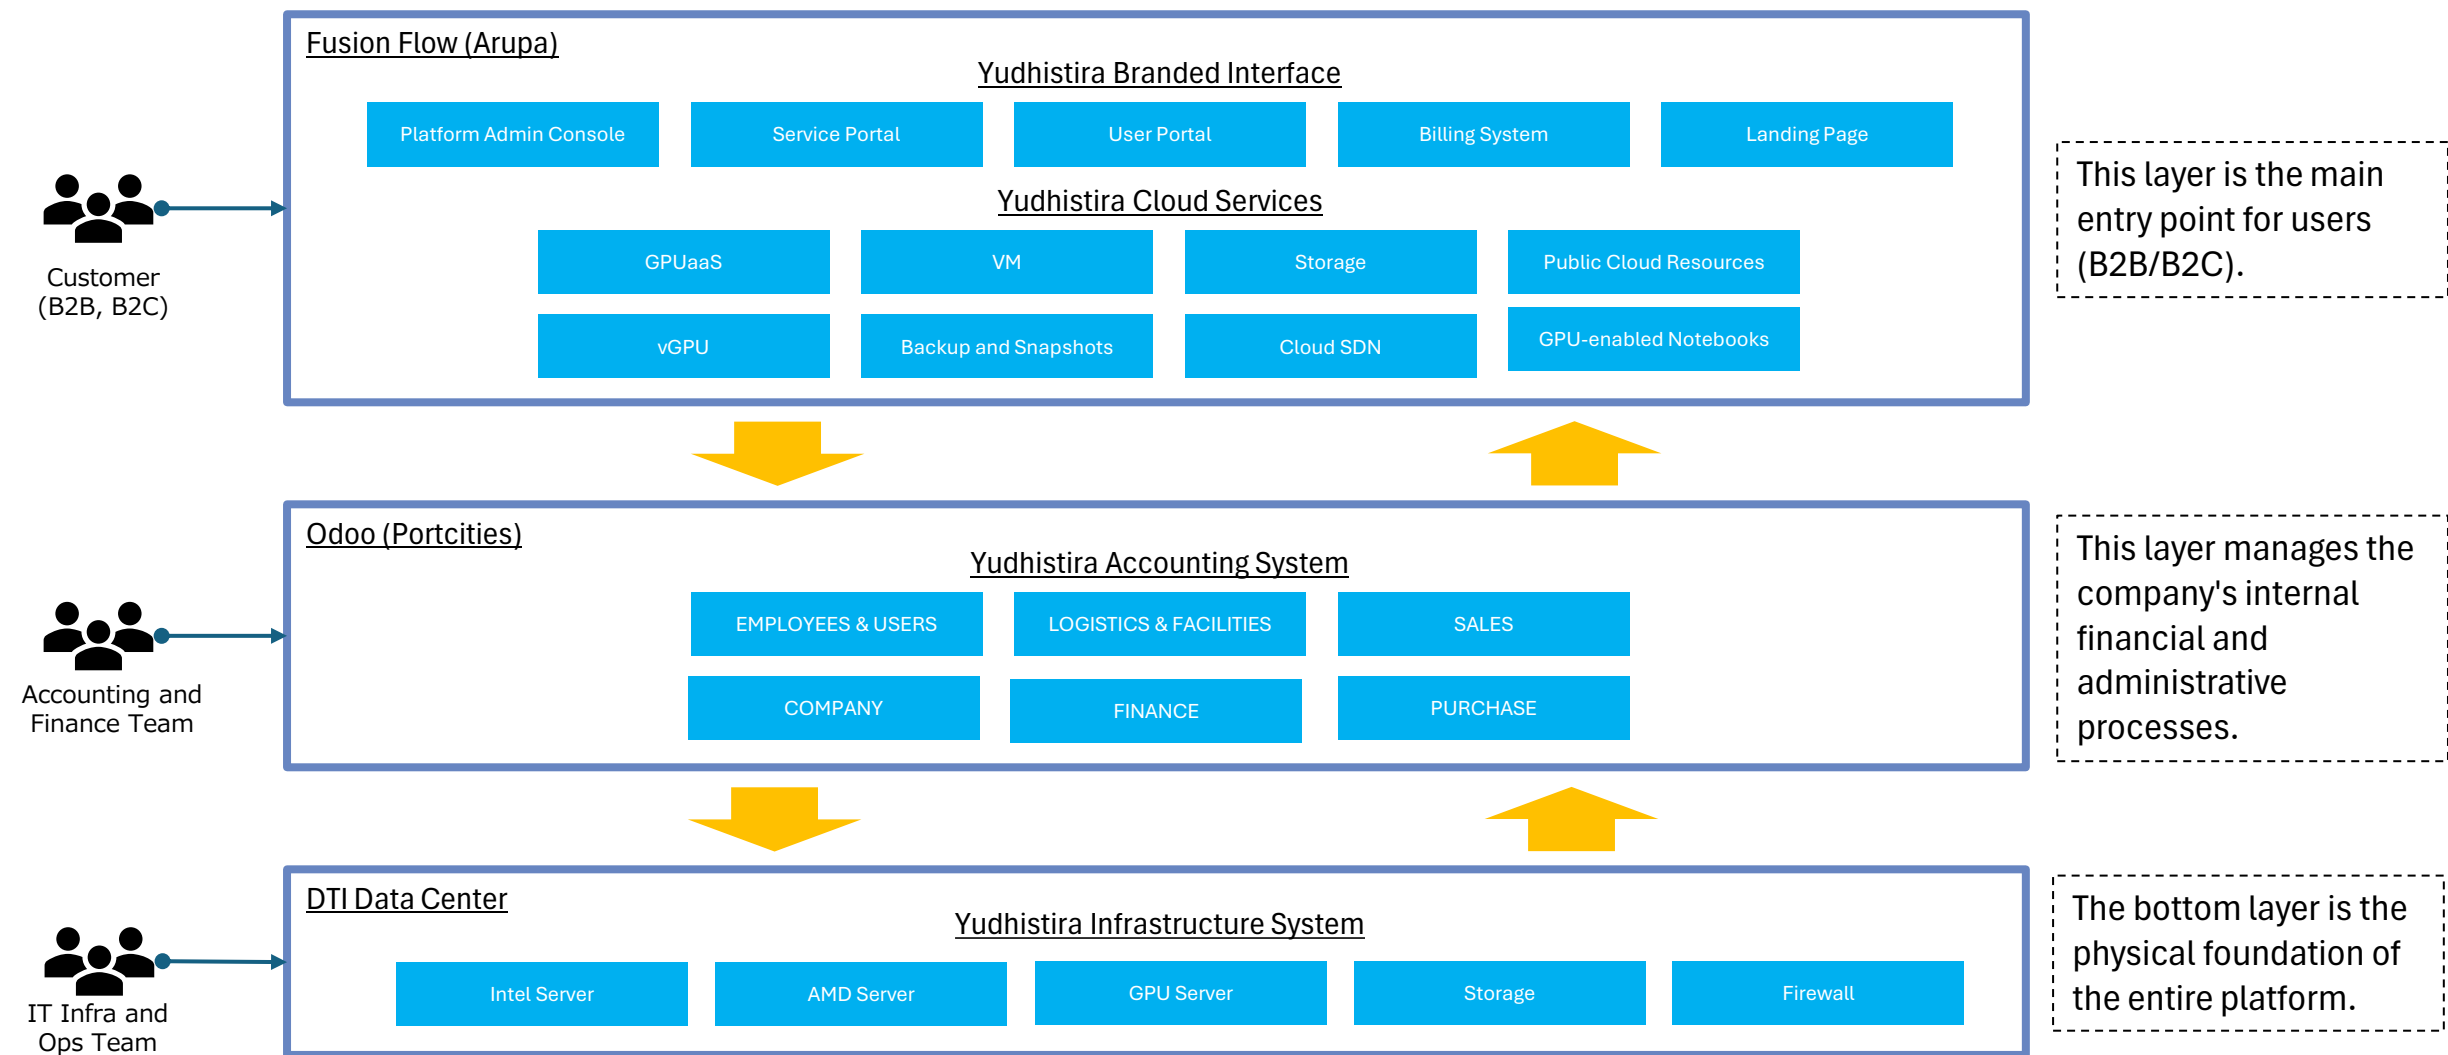 Fusion Flow (Arupa)
Yudhistira Branded Interface
Platform Admin Console
Service Portal
User Portal
Billing System
Landing Page
Yudhistira Cloud Services
GPUaaS
VM
Storage
Public Cloud Resources
vGPU
Backup and Snapshots
Cloud SDN
GPU-enabled Notebooks
Customer
(B2B, B2C)
This layer is the main
entry point for users
(B2B/B2C).
Odoo (Portcities)
Yudhistira Accounting System
EMPLOYEES & USERS
LOGISTICS & FACILITIES
SALES
COMPANY
FINANCE
PURCHASE
Accounting and
Finance Team
This layer manages the
company's internal
financial and
administrative
processes.
DTI Data Center
Yudhistira Infrastructure System
Intel Server
AMD Server
GPU Server
Storage
Firewall
IT Infra and
Ops Team
The bottom layer is the
physical foundation of
the entire platform.